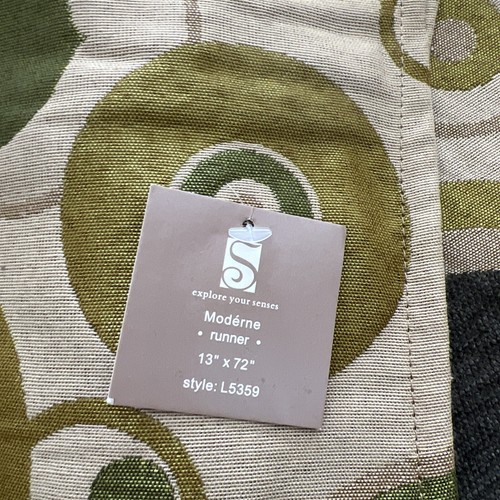 S
explore your senses
Modérne
• runner •
13" x 72"
style: L5359